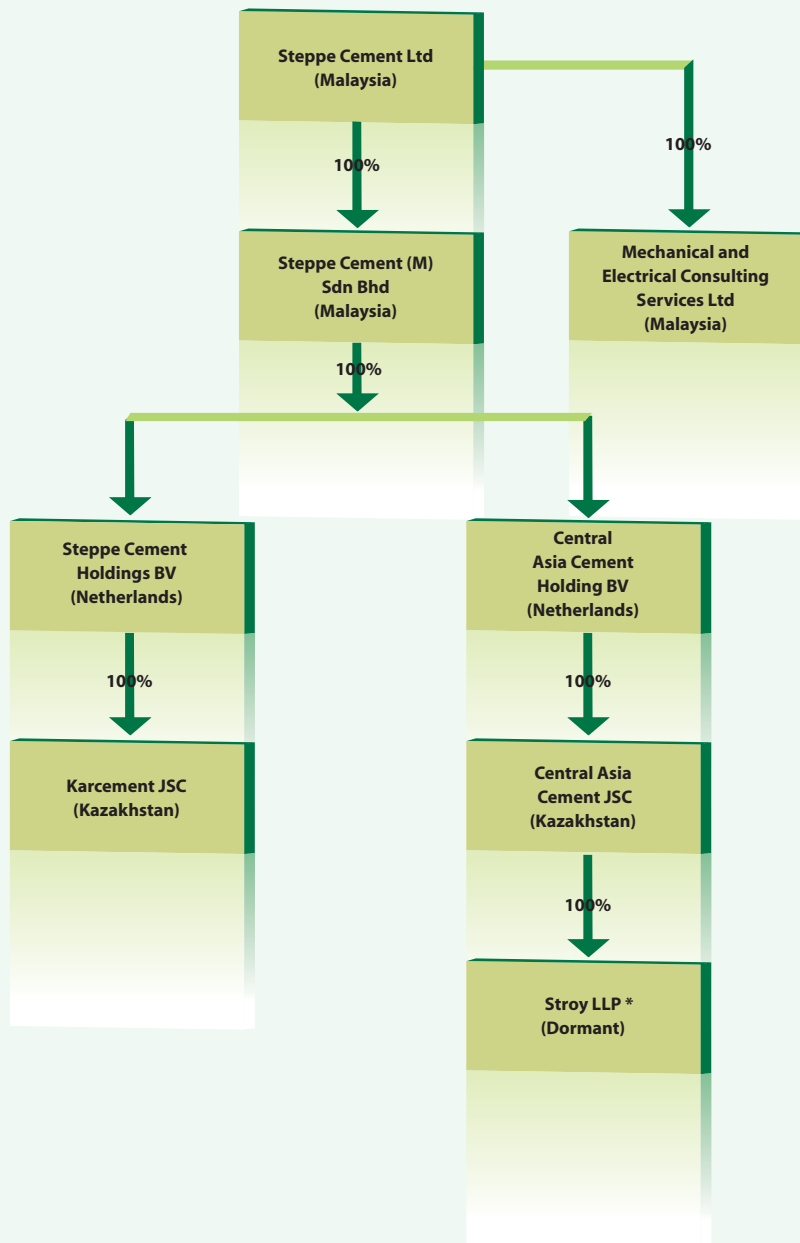 Steppe Cement Ltd
(Malaysia)
100%
100%
Steppe Cement (M)
Sdn Bhd
(Malaysia)
Mechanical and
Electrical Consulting
Services Ltd
(Malaysia)
100%
Steppe Cement
Holdings BV
(Netherlands)
Central
Asia Cement
Holding BV
(Netherlands)
100%
100%
Karcement JSC
(Kazakhstan)
Central Asia
Cement JSC
(Kazakhstan)
100%
Stroy LLP *
(Dormant)